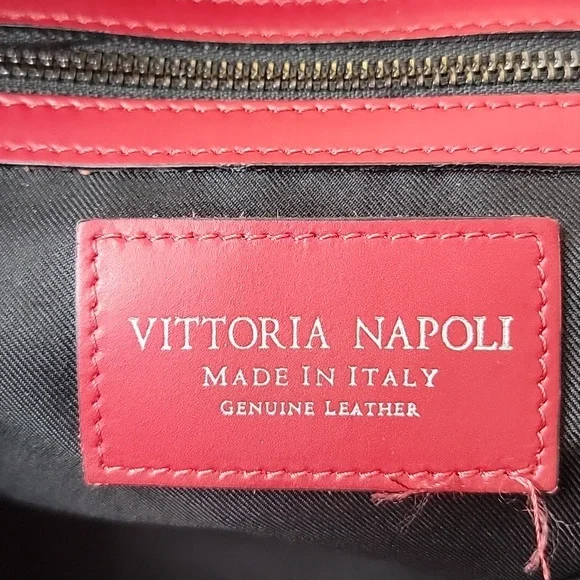 VITTORIA NAPOLI
MADE IN ITALY
GENUINE LEATHER